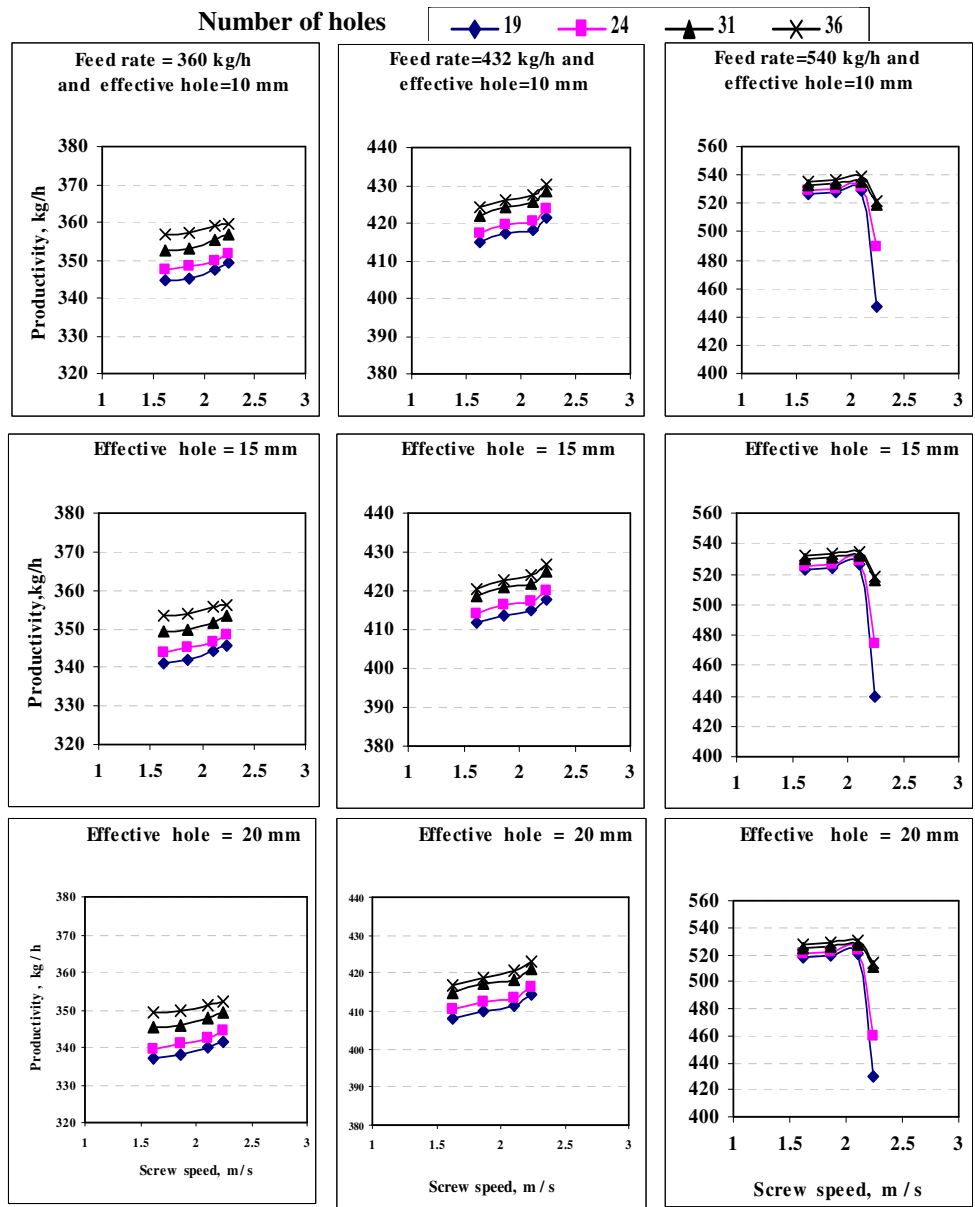 Number of holes
19 24 31 36
Feed rate = 360 kg/h
and effective hole=10 mm
380
370
360
350
340
330
320
Productivity, kg/h
1 1.5 2 2.5 3
Feed rate=432 kg/h and
effective hole=10 mm
440
430
420
410
400
390
380
1 1.5 2 2.5 3
Feed rate=540 kg/h and
effective hole=10 mm
560
540
520
500
480
460
440
420
400
1 1.5 2 2.5 3
Effective hole = 15 mm
380
370
360
350
340
330
320
Productivity,kg/h
1 1.5 2 2.5 3
Effective hole = 15 mm
440
430
420
410
400
390
380
1 1.5 2 2.5 3
Effective hole = 15 mm
560
540
520
500
480
460
440
420
400
1 1.5 2 2.5 3
Effective hole = 20 mm
380
370
360
350
340
330
320
Productivity , kg / h
1 1.5 2 2.5 3
Screw speed, m / s
Effective hole = 20 mm
440
430
420
410
400
390
380
1 1.5 2 2.5 3
Screw speed, m / s
Effective hole = 20 mm
560
540
520
500
480
460
440
420
400
1 1.5 2 2.5 3
Screw speed, m / s